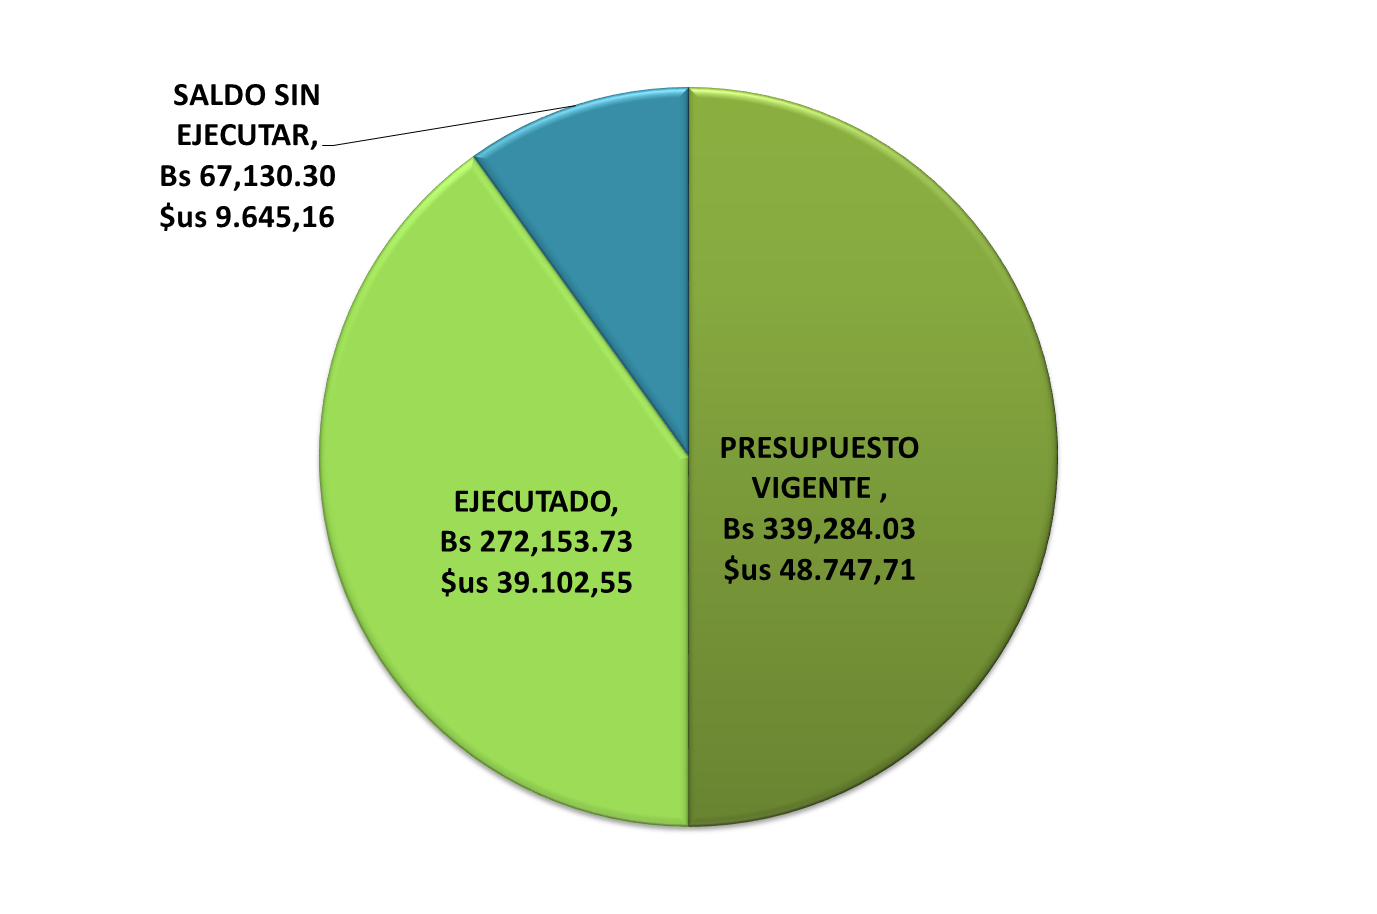 SALDO SIN
EJECUTAR,
Bs 67,130.30
$us 9.645,16
PRESUPUESTO
VIGENTE ,
Bs 339,284.03
$us 48.747,71
EJECUTADO,
Bs 272,153.73
$us 39.102,55